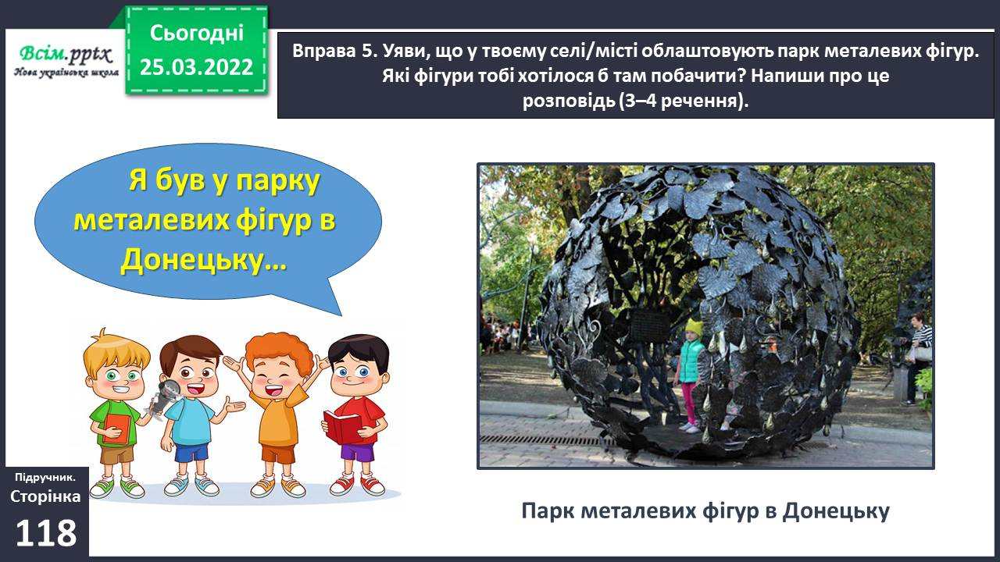 Всім.pptx
Нова українська школа
Сьогодні
25.03.2022
Вправа 5. Уяви, що у твоєму селі/місті облаштовують парк металевих фігур.
Які фігури тобі хотілося б там побачити? Напиши про це
розповідь (3–4 речення).
Я був у парку
металевих фігур в
Донецьку…
Підручник.
Сторінка
118
Парк металевих фігур в Донецьку